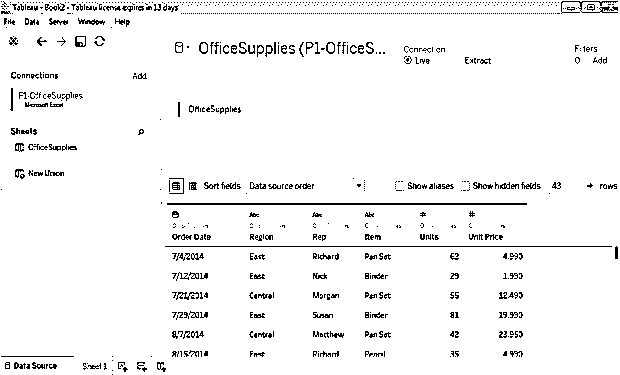 Tableau - Book2 - Tableau license expires in 13 days
File Data Server Window Help
OfficeSupplies (P1-OfficeS...
Connection
Live Extract
Filters
0 Add
Connections Add
P1-OfficeSupplies
Microsoft Excel
OfficeSupplies
Sheets
OfficeSupplies
New Union
Sort fields Data source order Show aliases Show hidden fields 43 rows
Abc Abc Abc # #
Order Date Region Rep Item Units Unit Price
7/4/2014 East Richard Pen Set 62 4.990
7/12/2014 East Nick Binder 29 1.990
7/21/2014 Central Morgan Pen Set 55 12.490
7/29/2014 East Susan Binder 81 19.990
8/7/2014 Central Matthew Pen Set 42 23.950
8/15/2014 East Richard Pencil 35 4.990
Data Source Sheet 1